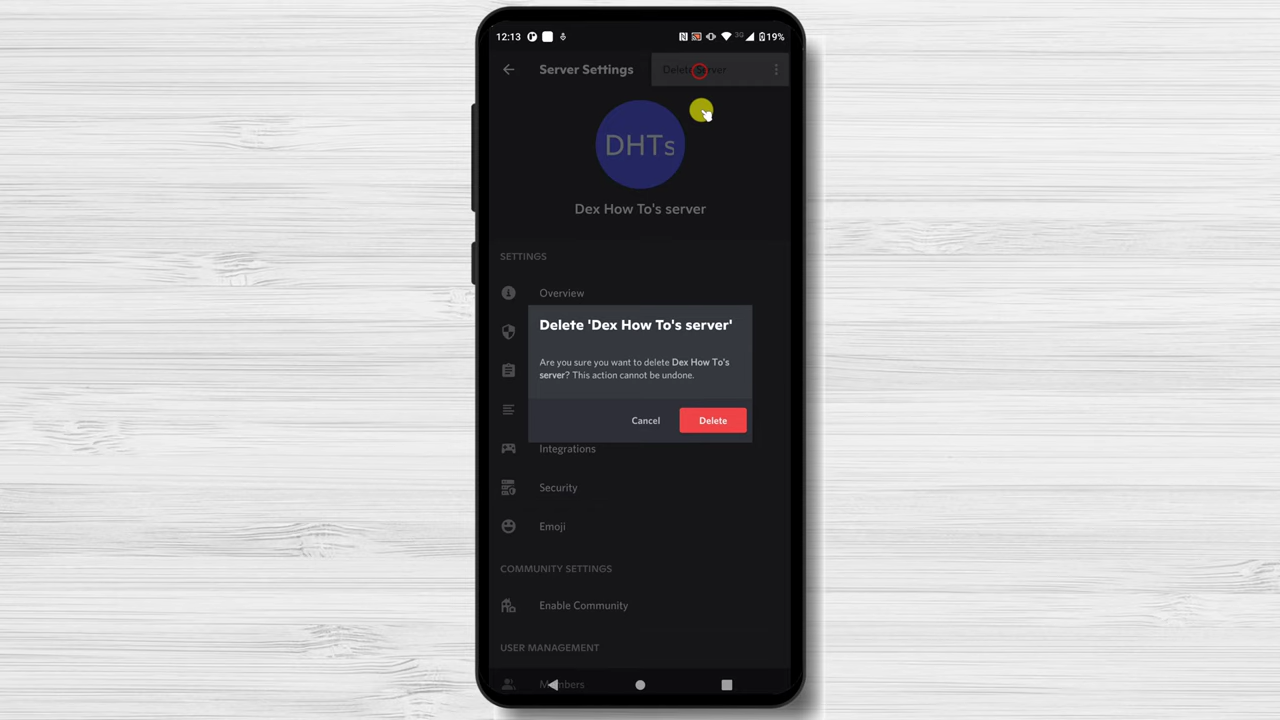 12:13
3G
19%
Server Settings
Delete Server
DHTs
Dex How To's server
SETTINGS
Overview
Delete 'Dex How To's server'
Are you sure you want to delete Dex How To's
server? This action cannot be undone.
Cancel
Delete
Integrations
Security
Emoji
COMMUNITY SETTINGS
Enable Community
USER MANAGEMENT
Members